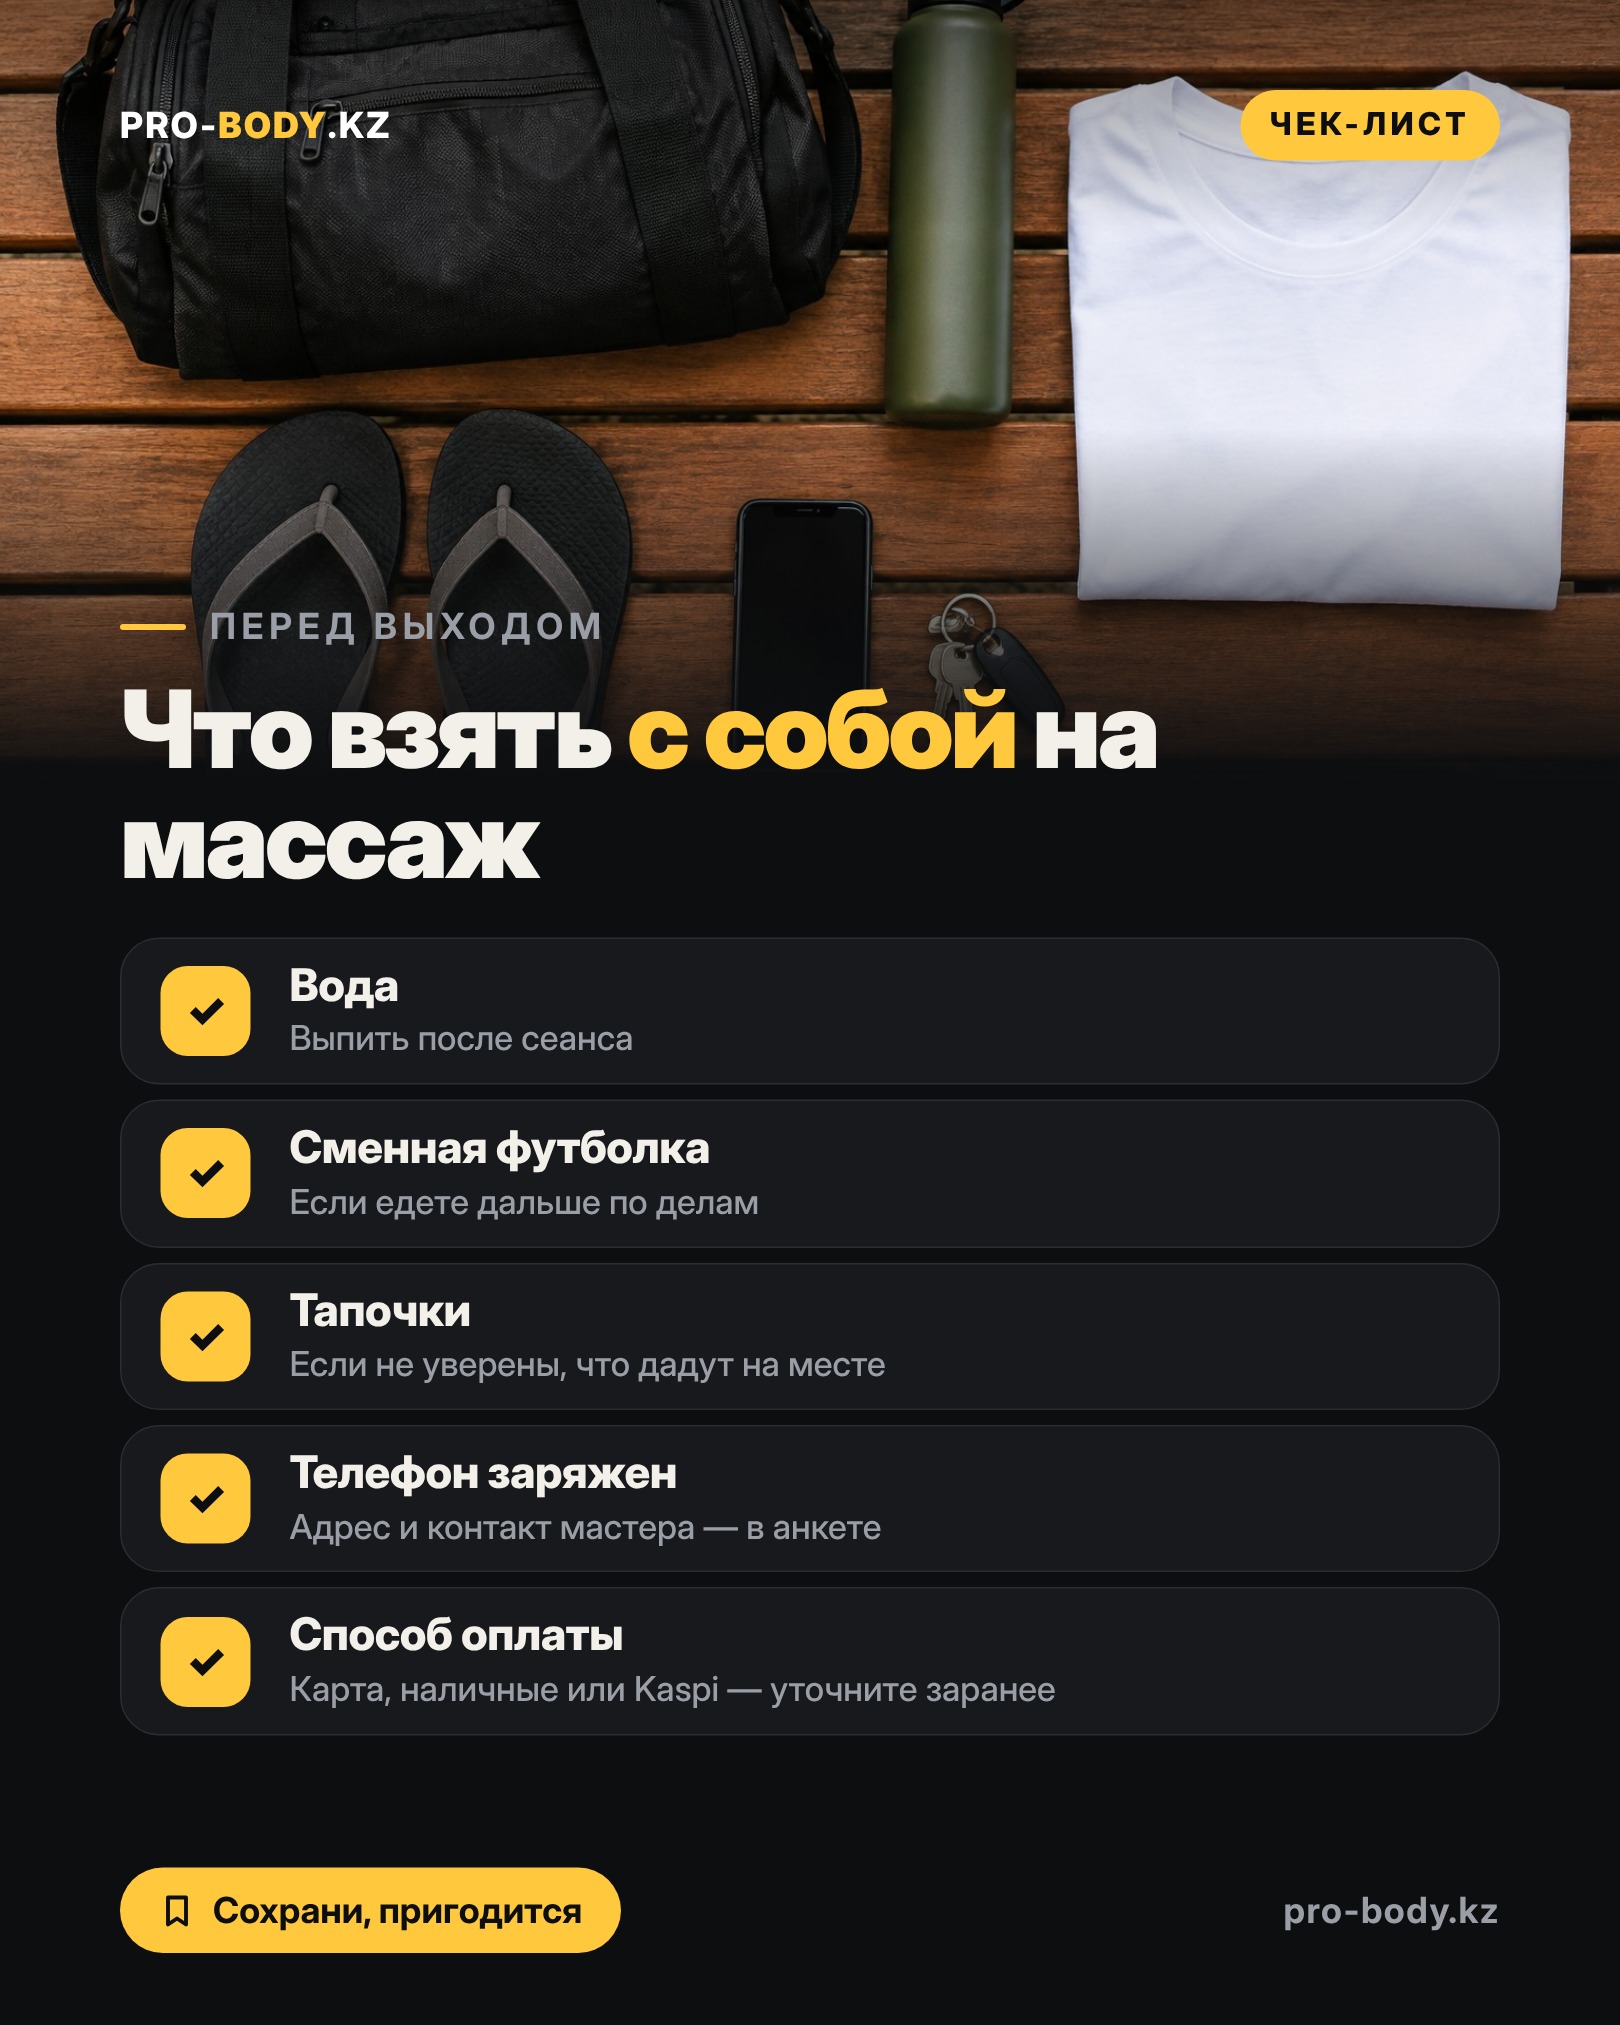 PRO-BODY.KZ
ЧЕК-ЛИСТ
ПЕРЕД ВЫХОДОМ
Что взять с собой на
массаж
Вода
Выпить после сеанса
Сменная футболка
Если едете дальше по делам
Тапочки
Если не уверены, что дадут на месте
Телефон заряжен
Адрес и контакт мастера — в анкете
Способ оплаты
Карта, наличные или Kaspi — уточните заранее
Сохрани, пригодится
pro-body.kz